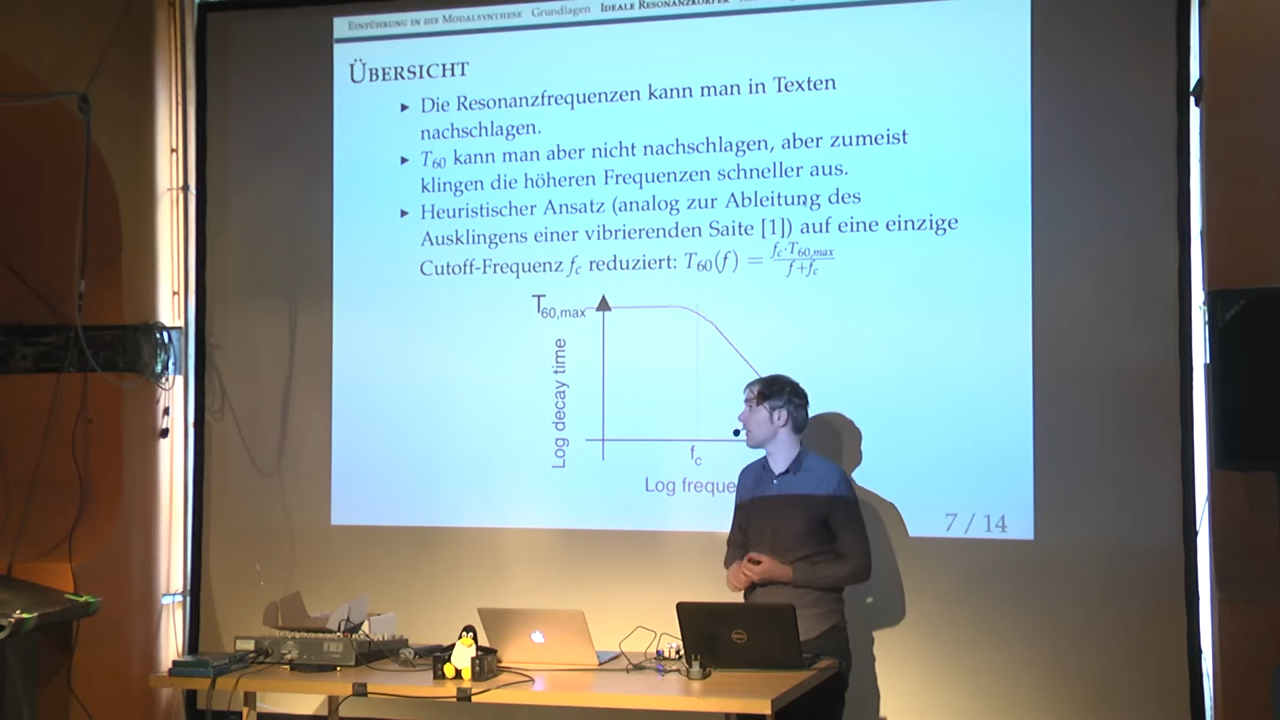 EINFÜHRUNG IN DIE MODALSYNTHESE Grundlagen IDEALE RESONANZKÖRPER
ÜBERSICHT
▶ Die Resonanzfrequenzen kann man in Texten
nachschlagen.
▶ T60 kann man aber nicht nachschlagen, aber zumeist
klingen die höheren Frequenzen schneller aus.
▶ Heuristischer Ansatz (analog zur Ableitung des
Ausklingens einer vibrierenden Saite [1]) auf eine einzige
Cutoff-Frequenz fc reduziert: T60(f) = fc·T60,max / f+fc
T60,max
Log decay time
fc
Log freque
7 / 14
DELL